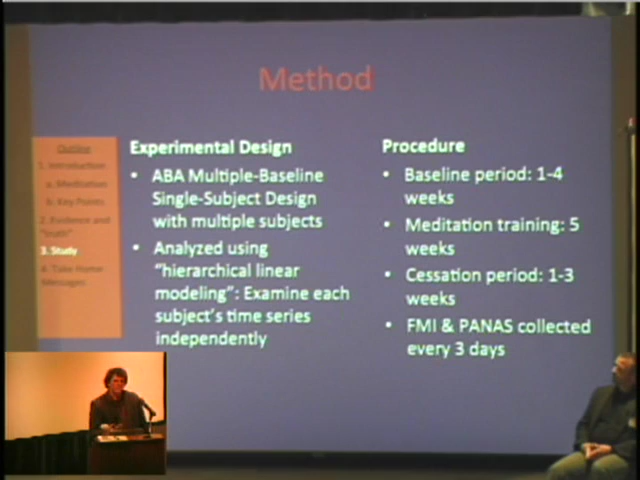 Method
Outline
1. Introduction
a. Meditation
b. Key Points
2. Evidence and
"truth"
3. Study
4. Take Home
Messages
Experimental Design
• ABA Multiple-Baseline
Single-Subject Design
with multiple subjects
• Analyzed using
"hierarchical linear
modeling": Examine each
subject's time series
independently
Procedure
• Baseline period: 1-4
weeks
• Meditation training: 5
weeks
• Cessation period: 1-3
weeks
• FMI & PANAS collected
every 3 days